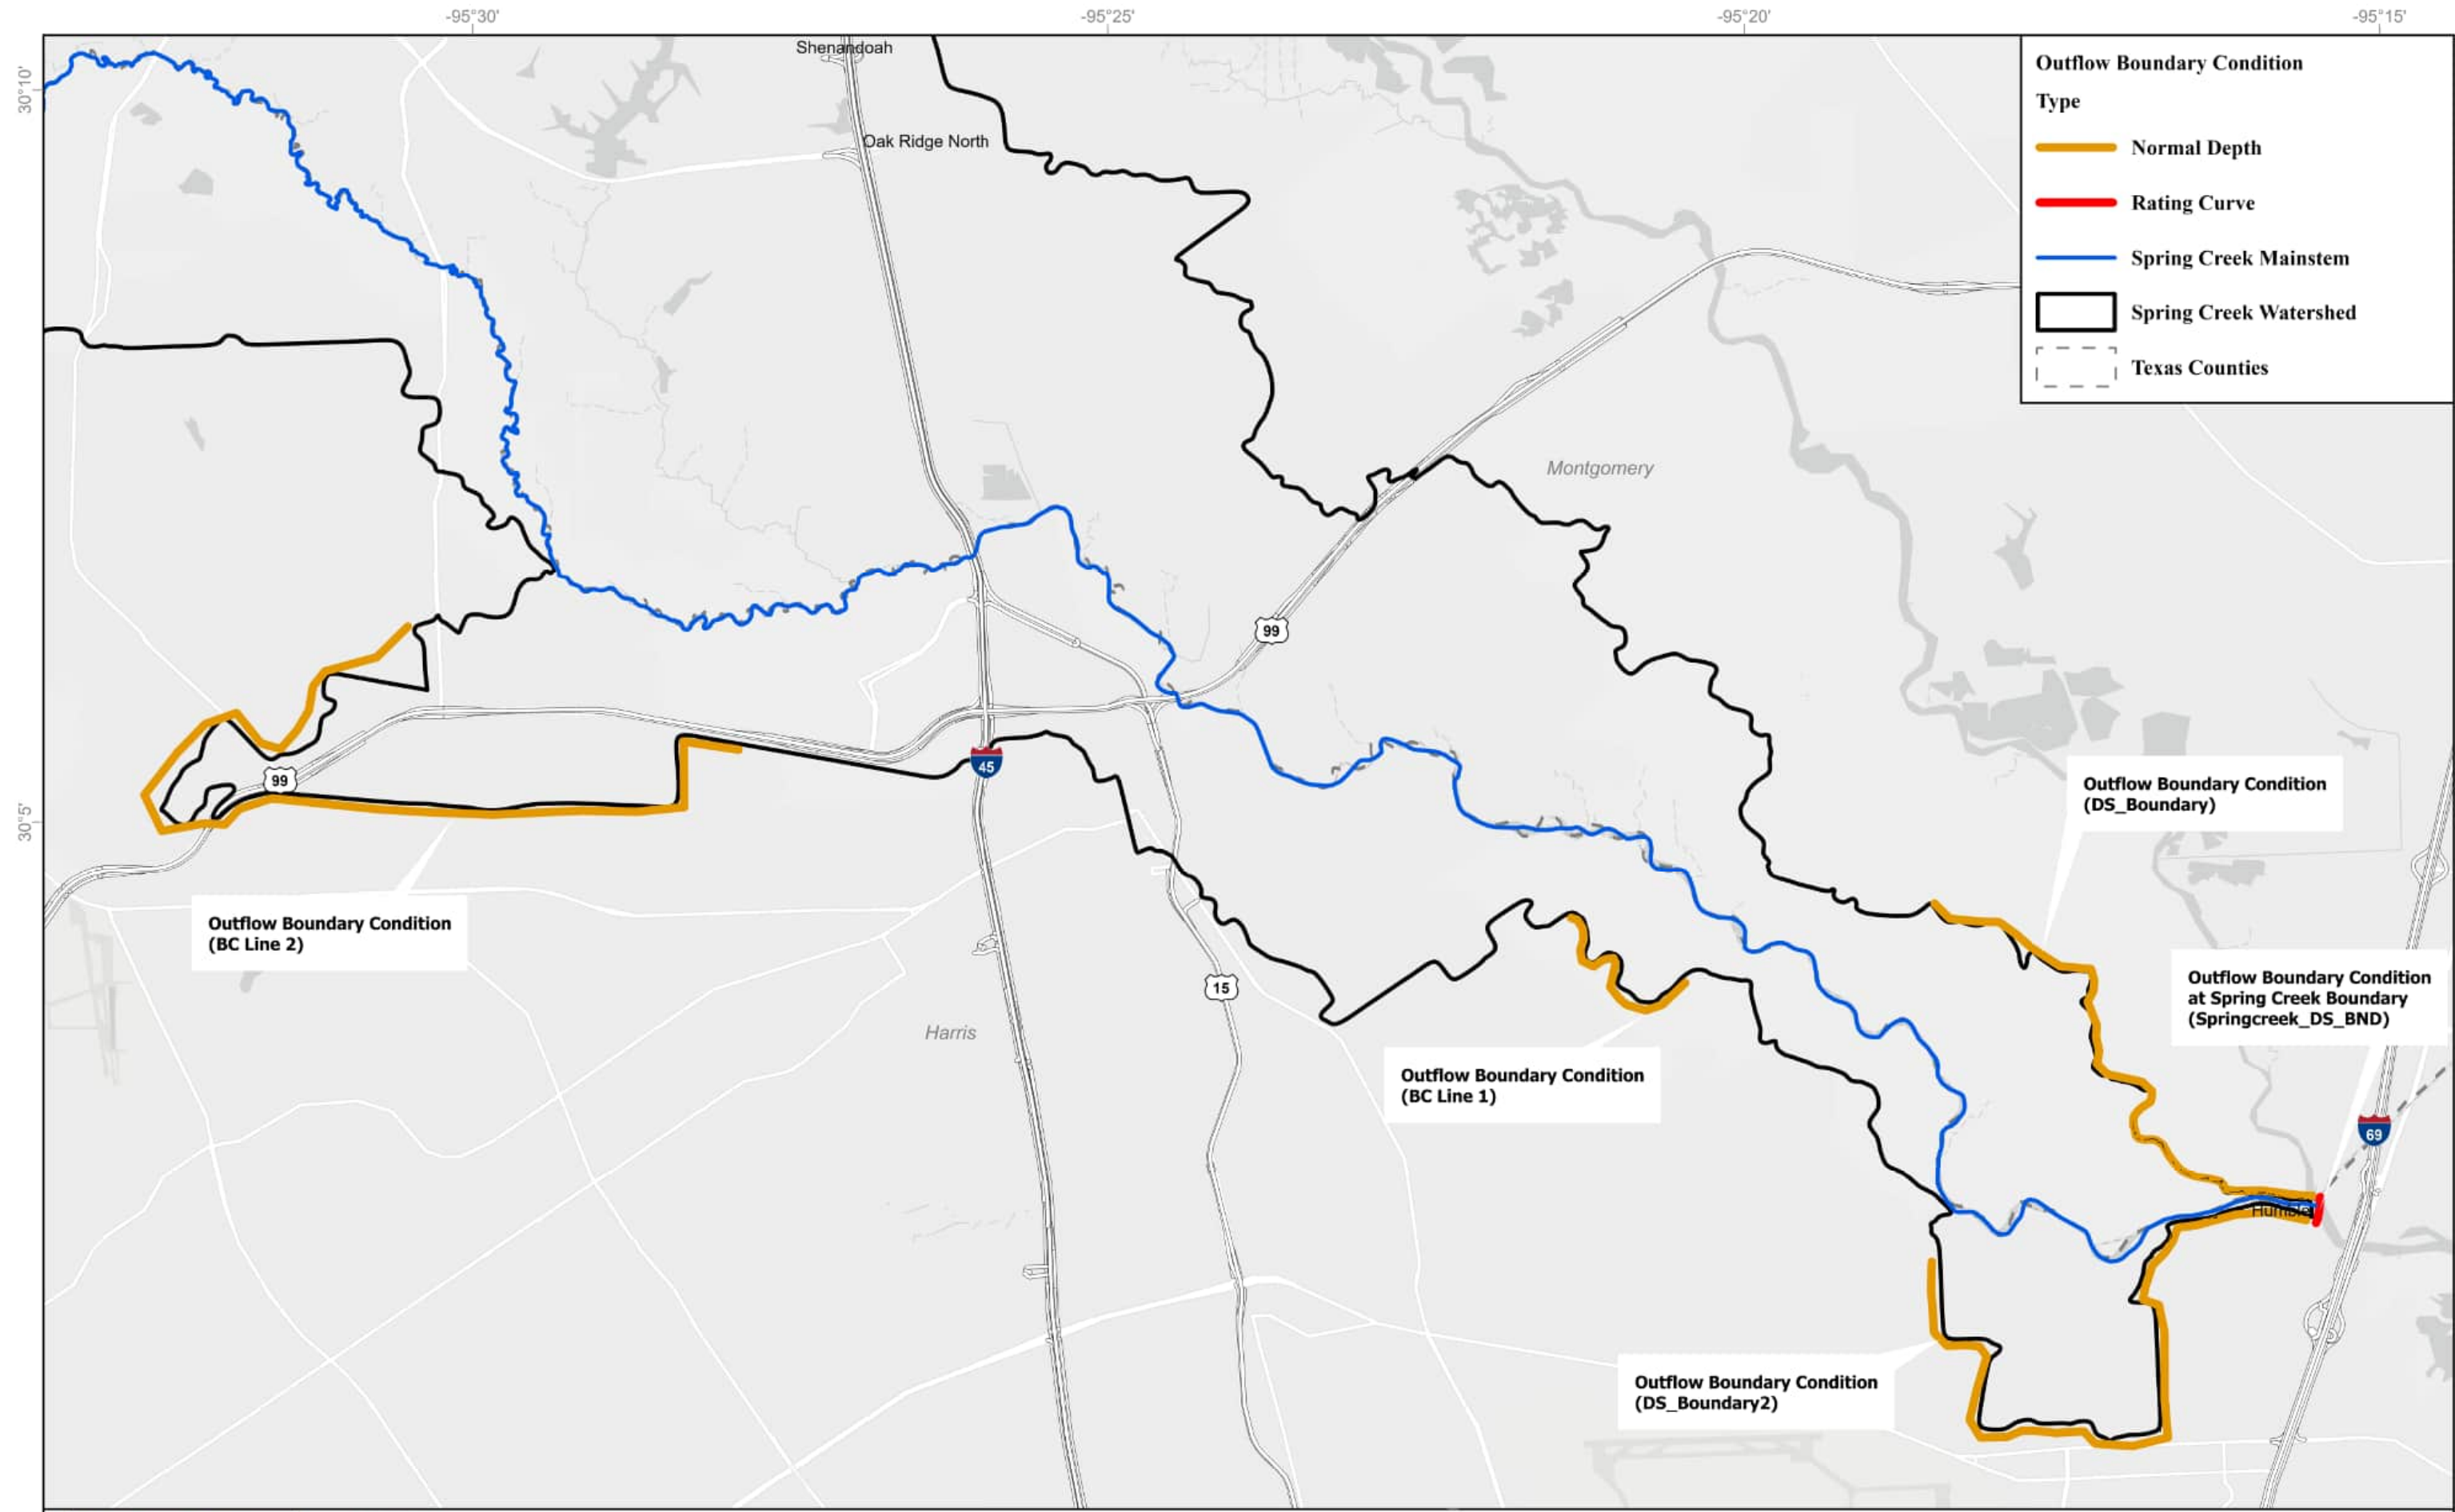 -95°30'
-95°25'
-95°20'
-95°15'
30°10'
30°5'
Shenandoah
Oak Ridge North
Outflow Boundary Condition
Type
Normal Depth
Rating Curve
Spring Creek Mainstem
Spring Creek Watershed
Texas Counties
Montgomery
99
99
45
Outflow Boundary Condition
(DS_Boundary)
Outflow Boundary Condition
(BC Line 2)
Outflow Boundary Condition
at Spring Creek Boundary
(Springcreek_DS_BND)
15
Harris
Outflow Boundary Condition
(BC Line 1)
69
Humble
Outflow Boundary Condition
(DS_Boundary2)